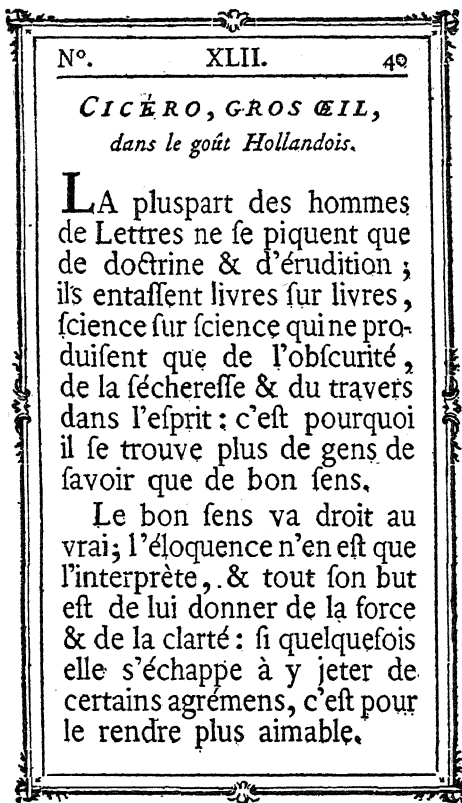 Nº. XLII. 40
CICÉRO, GROS ŒIL,
dans le goût Hollandois.
LA pluspart des hommes
de Lettres ne ſe piquent que
de doctrine & d'érudition ;
ils entaſſent livres ſur livres ,
ſcience ſur ſcience qui ne pro-
duiſent que de l'obſcurité ,
de la ſéchereſſe & du travers
dans l'eſprit : c'eſt pourquoi
il ſe trouve plus de gens de
ſavoir que de bon ſens.
Le bon ſens va droit au
vrai; l'éloquence n'en eſt que
l'interprète, & tout ſon but
eſt de lui donner de la force
& de la clarté : ſi quelquefois
elle s'échappe à y jeter de
certains agrémens, c'eſt pour
le rendre plus aimable.